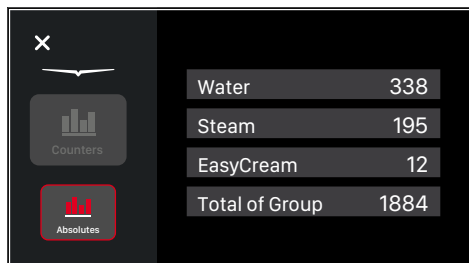 Counters
Absolutes
Water 338
Steam 195
EasyCream 12
Total of Group 1884